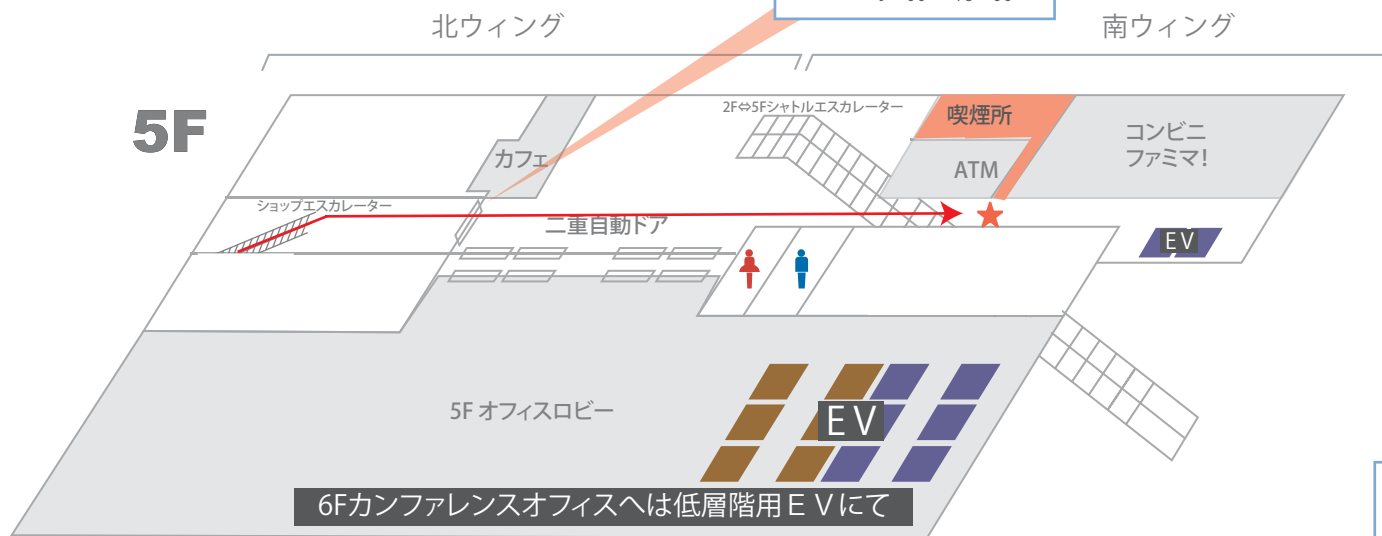 北ウィング
南ウィング
5F
2F⇔5Fシャトルエスカレーター
喫煙所
コンビニ
ファミマ!
カフェ
ATM
ショップエスカレーター
二重自動ドア
EV
5F オフィスロビー
EV
6Fカンファレンスオフィスへは低層階用EVにて